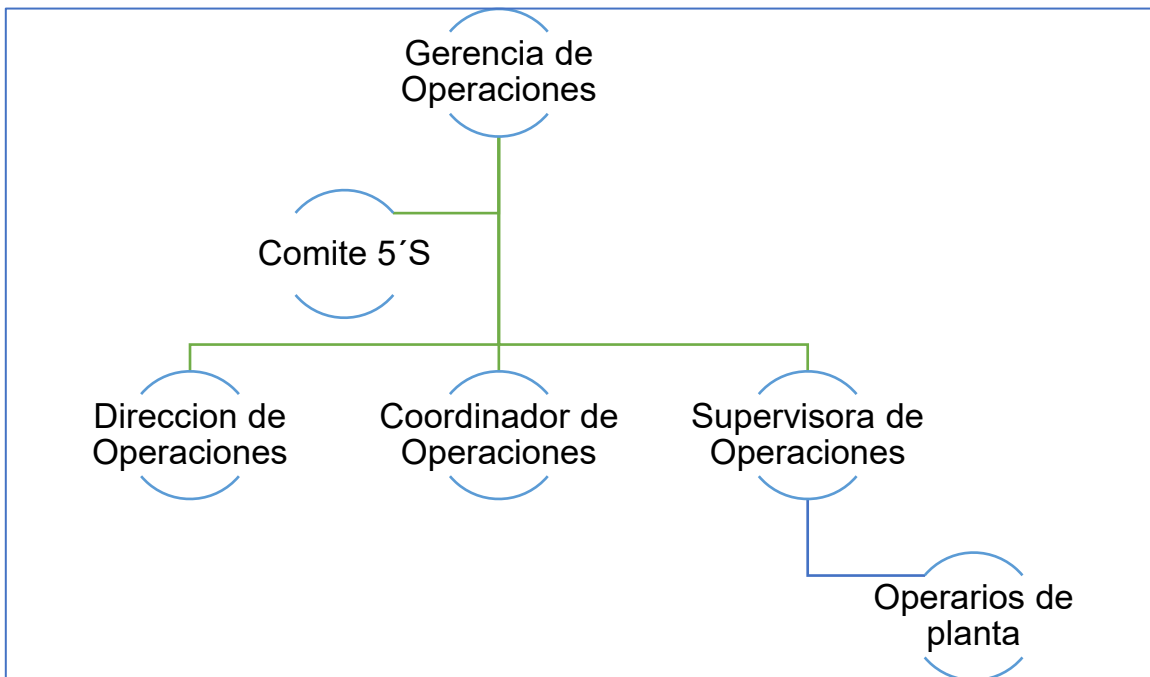 Gerencia de
Operaciones
Comite 5´S
Direccion de
Operaciones
Coordinador de
Operaciones
Supervisora de
Operaciones
Operarios de
planta